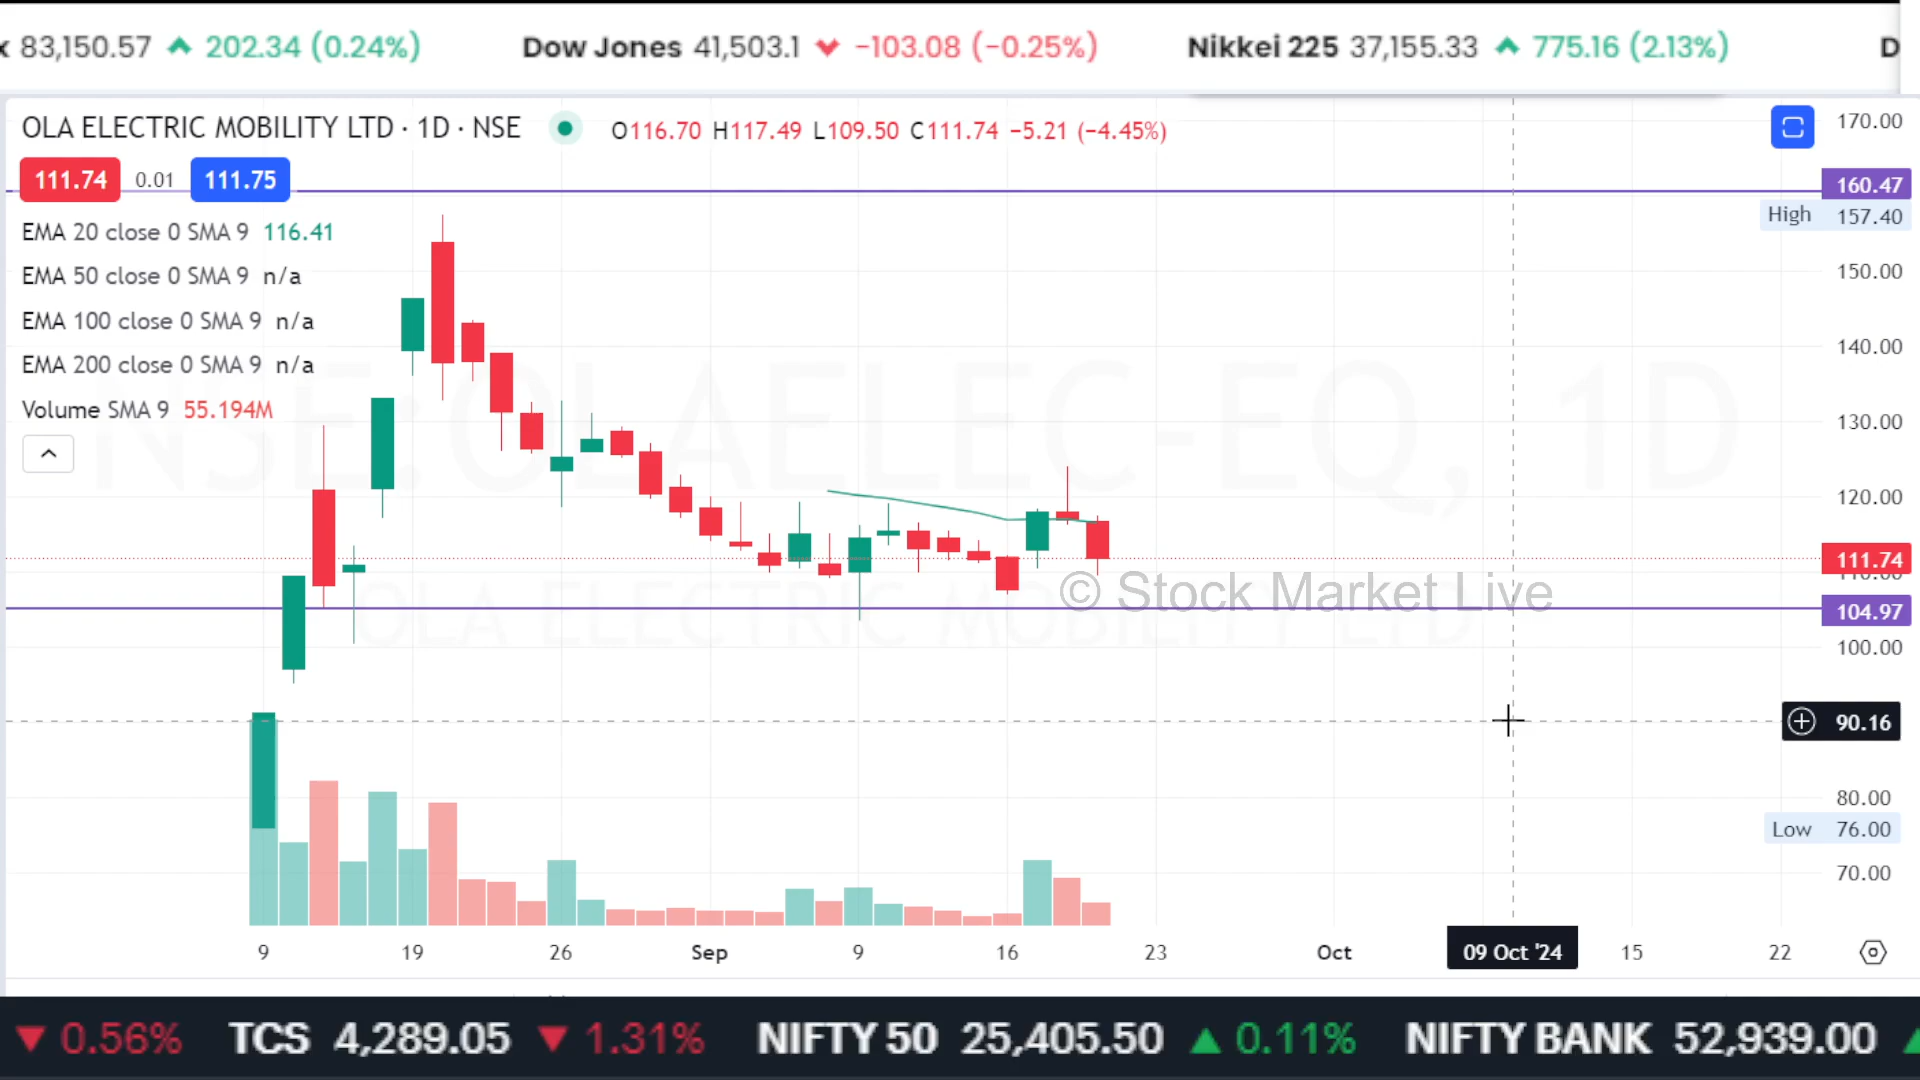 x 83,150.57 202.34 (0.24%) Dow Jones 41,503.1 −103.08 (−0.25%) Nikkei 225 37,155.33 775.16 (2.13%) D
OLA ELECTRIC MOBILITY LTD · 1D · NSE O116.70 H117.49 L109.50 C111.74 −5.21 (−4.45%)
170.00
111.74 0.01 111.75
160.47
High 157.40
EMA 20 close 0 SMA 9 116.41
EMA 50 close 0 SMA 9 n/a
150.00
EMA 100 close 0 SMA 9 n/a
140.00
EMA 200 close 0 SMA 9 n/a
Volume SMA 9 55.194M
130.00
NSE:OLAELEC-EQ, 1D
120.00
111.74
110.00
© Stock Market Live
OLA ELECTRIC MOBILITY LTD
104.97
100.00
90.16
80.00
Low 76.00
70.00
9 19 26 Sep 9 16 23 Oct 09 Oct '24 15 22
0.56% TCS 4,289.05 1.31% NIFTY 50 25,405.50 0.11% NIFTY BANK 52,939.00